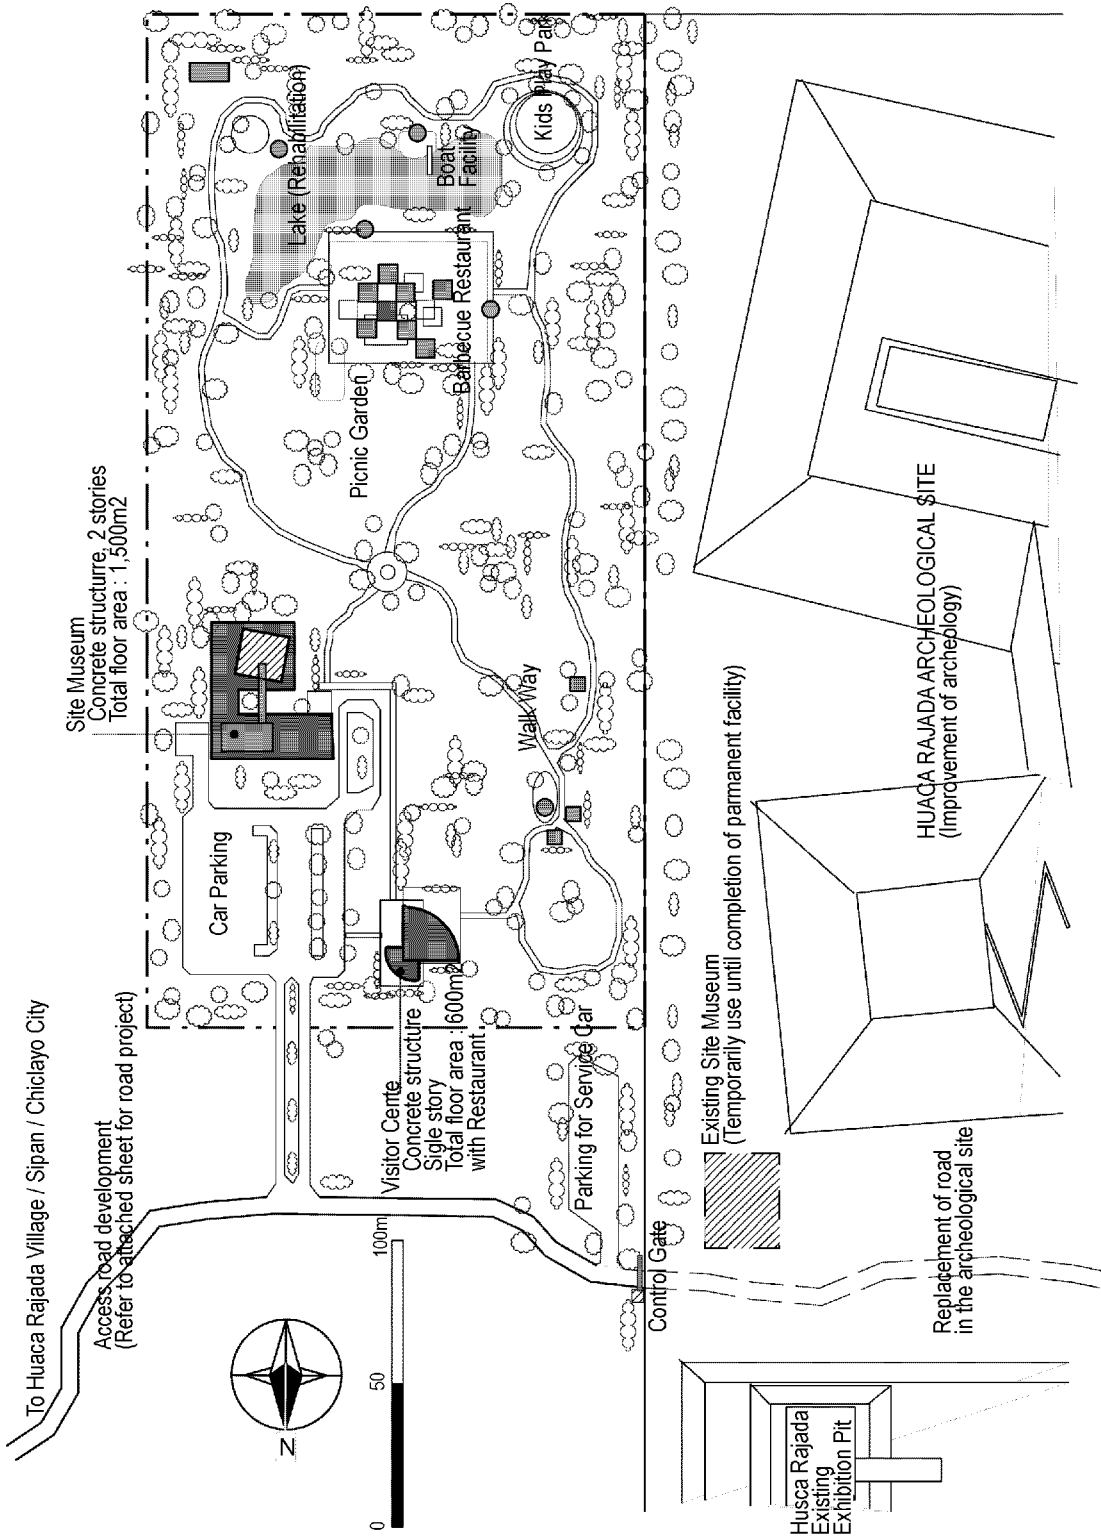 To Huaca Rajada Village / Sipan / Chiclayo City
Access road development
(Refer to attached sheet for road project)
Site Museum
Concrete structurre, 2 stories
Total floor area : 1,500m2
Car Parking
Lake (Rehabilitation)
Picnic Garden
Boat
Facility
Barbecue Restaurant
Kids Play Park
Walk Way
Visitor Cente
Concrete structure
Sigle story
Total floor area : 600m2
with Restaurant
Parking for Service Car
Control Gate
N
0
50
100m
Existing Site Museum
(Temporarily use until completion of parmanent facility)
HUACA RAJADA ARCHEOLOGICAL SITE
(Improvement of archeology)
Replacement of road
in the archeological site
Husca Rajada
Existing
Exhibition Pit